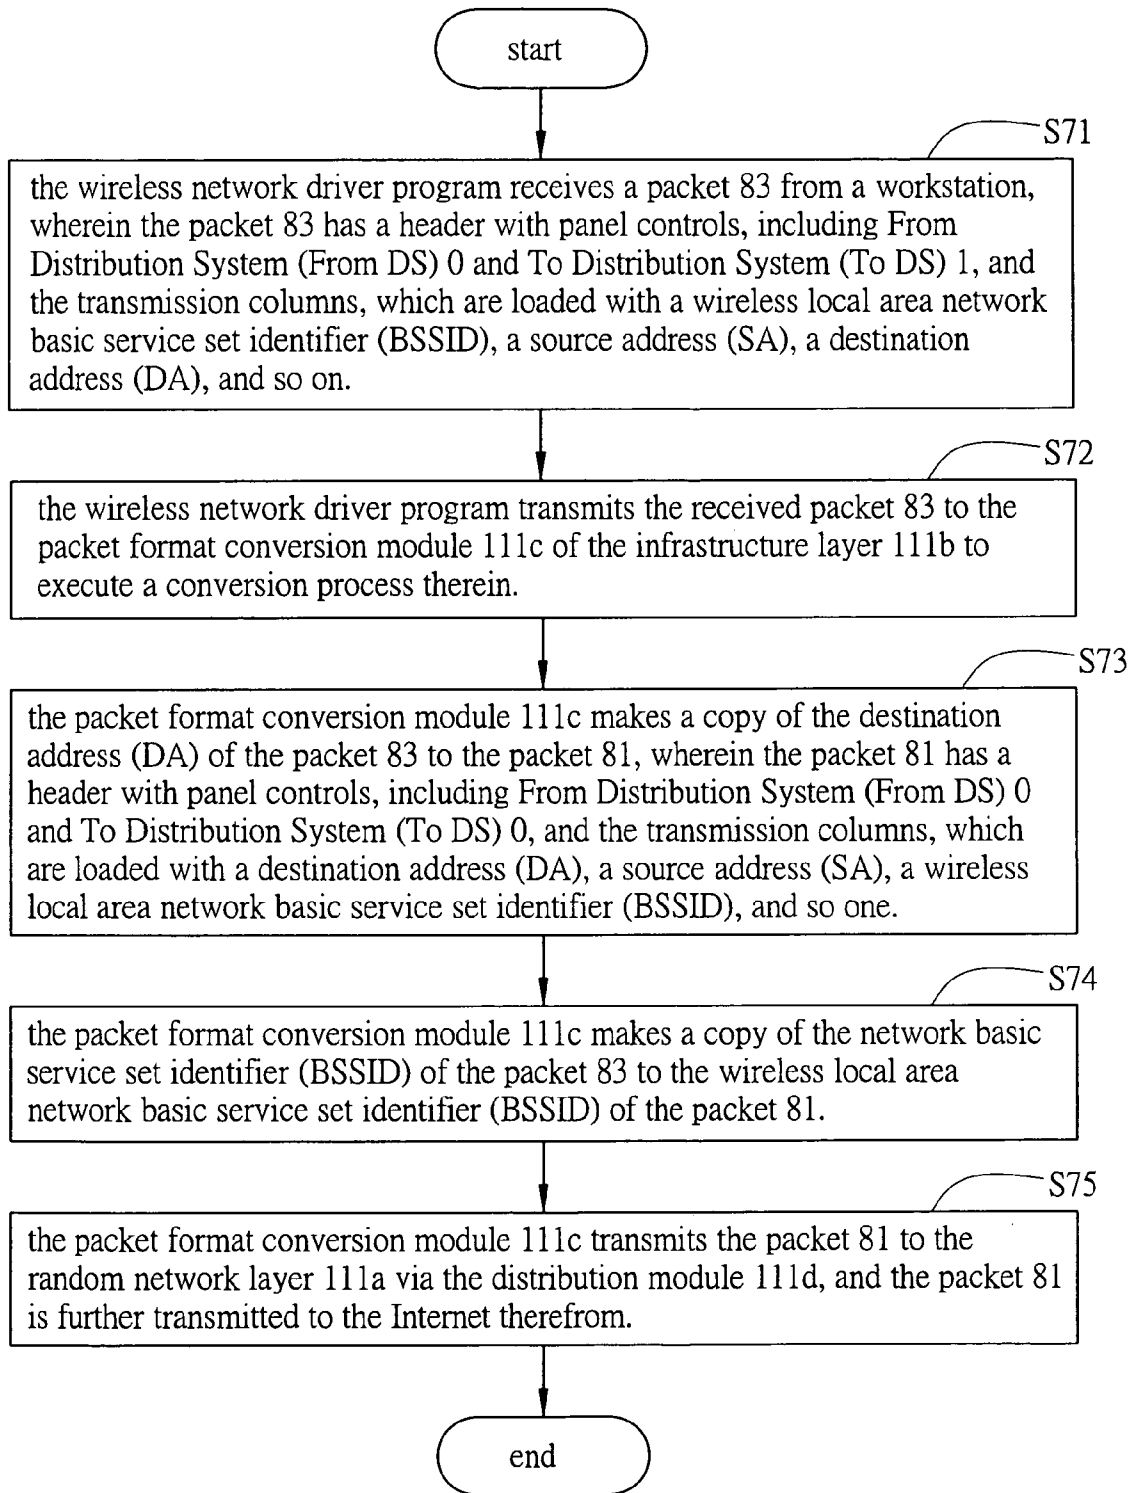 start
S71
the wireless network driver program receives a packet 83 from a workstation,
wherein the packet 83 has a header with panel controls, including From
Distribution System (From DS) 0 and To Distribution System (To DS) 1, and
the transmission columns, which are loaded with a wireless local area network
basic service set identifier (BSSID), a source address (SA), a destination
address (DA), and so on.
S72
the wireless network driver program transmits the received packet 83 to the
packet format conversion module 111c of the infrastructure layer 111b to
execute a conversion process therein.
S73
the packet format conversion module 111c makes a copy of the destination
address (DA) of the packet 83 to the packet 81, wherein the packet 81 has a
header with panel controls, including From Distribution System (From DS) 0
and To Distribution System (To DS) 0, and the transmission columns, which
are loaded with a destination address (DA), a source address (SA), a wireless
local area network basic service set identifier (BSSID), and so one.
S74
the packet format conversion module 111c makes a copy of the network basic
service set identifier (BSSID) of the packet 83 to the wireless local area
network basic service set identifier (BSSID) of the packet 81.
S75
the packet format conversion module 111c transmits the packet 81 to the
random network layer 111a via the distribution module 111d, and the packet 81
is further transmitted to the Internet therefrom.
end